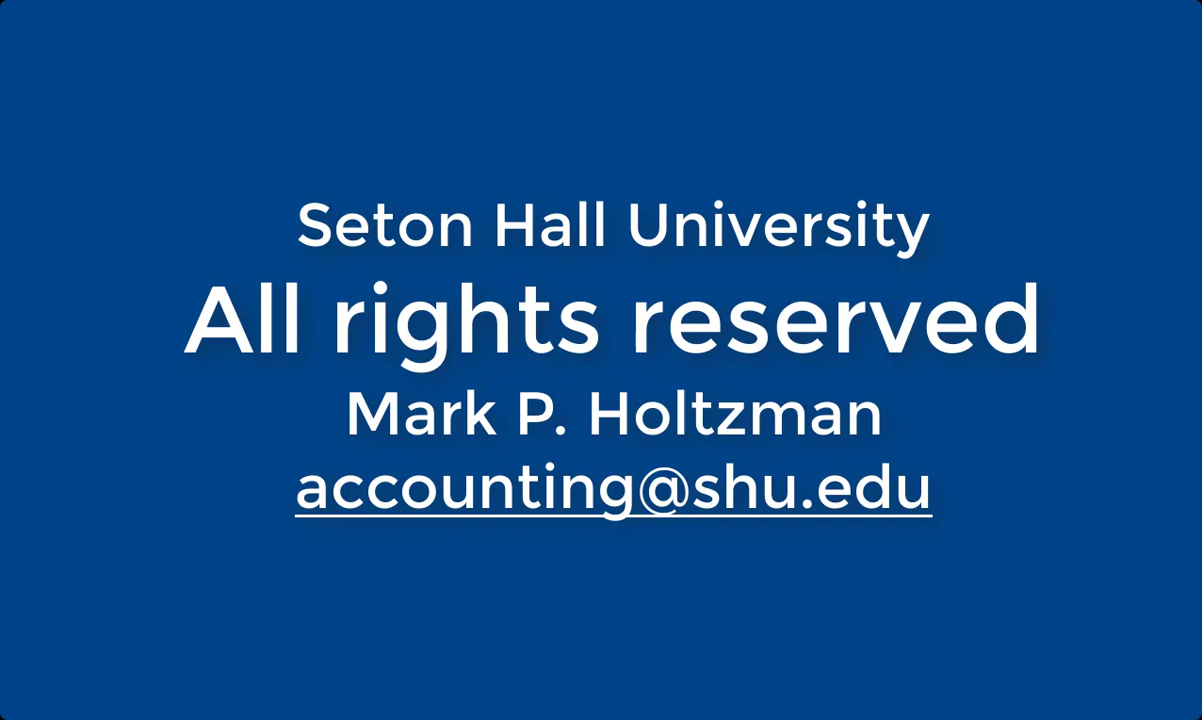 Seton Hall University
All rights reserved
Mark P. Holtzman
accounting@shu.edu